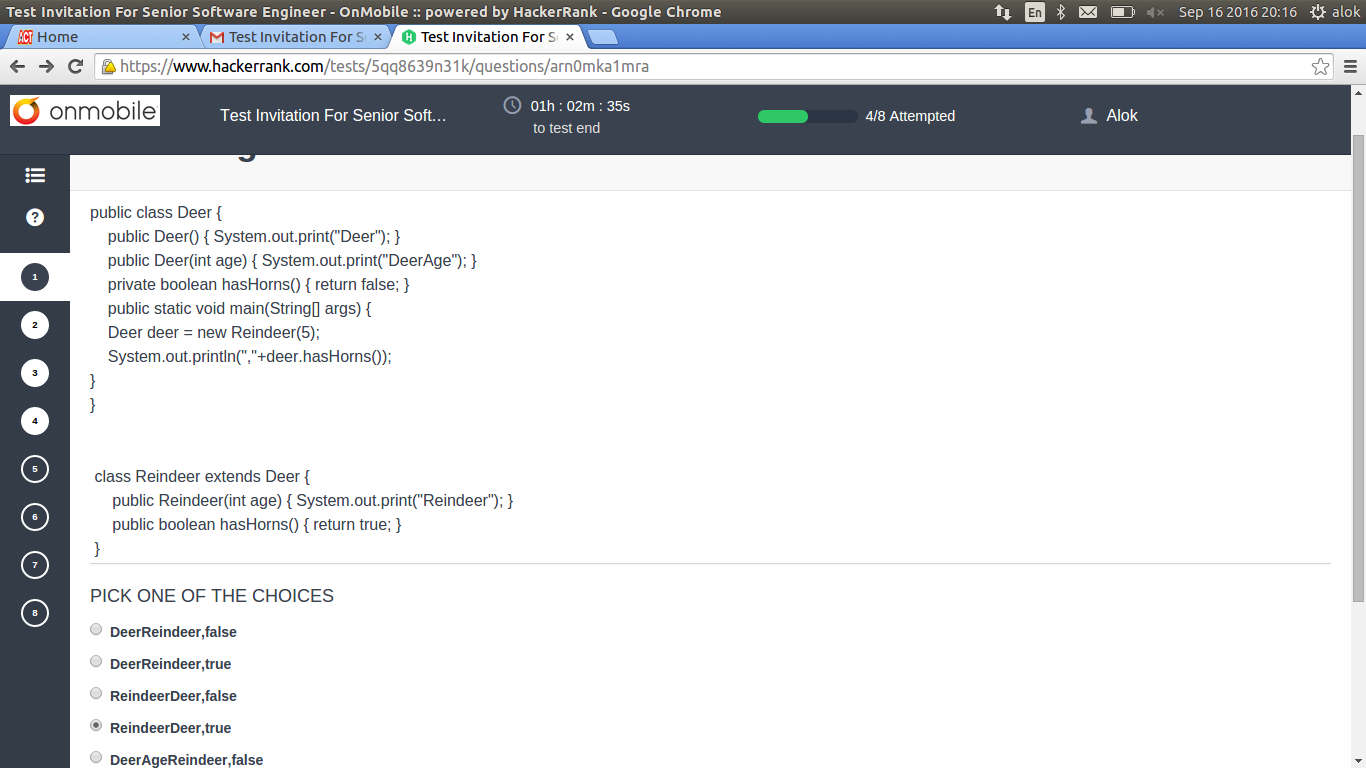 Test Invitation For Senior Software Engineer - OnMobile :: powered by HackerRank - Google Chrome
En
Sep 16 2016 20:16
alok
ACT Home ×
Test Invitation For S ×
Test Invitation For S ×
https://www.hackerrank.com/tests/5qq8639n31k/questions/arn0mka1mra
onmobile
Test Invitation For Senior Soft...
01h : 02m : 35s
to test end
4/8 Attempted
Alok
?
1
2
3
4
5
6
7
8
public class Deer {
public Deer() { System.out.print("Deer"); }
public Deer(int age) { System.out.print("DeerAge"); }
private boolean hasHorns() { return false; }
public static void main(String[] args) {
Deer deer = new Reindeer(5);
System.out.println(","+deer.hasHorns());
}
}
class Reindeer extends Deer {
public Reindeer(int age) { System.out.print("Reindeer"); }
public boolean hasHorns() { return true; }
}
PICK ONE OF THE CHOICES
DeerReindeer,false
DeerReindeer,true
ReindeerDeer,false
ReindeerDeer,true
DeerAgeReindeer,false